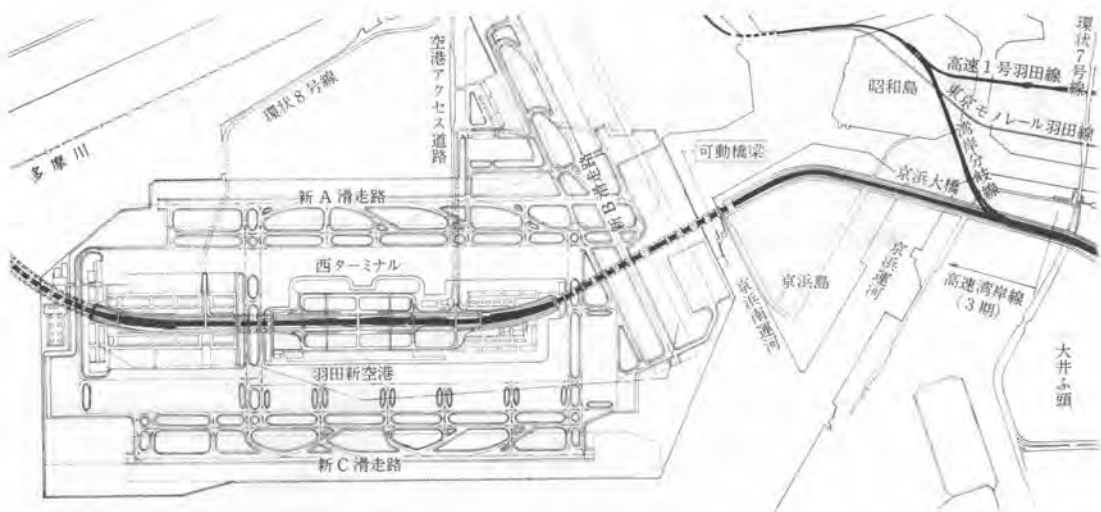 多摩川
環状8号線
空港アクセス道路
新A滑走路
西ターミナル
羽田新空港
新C滑走路
新B滑走路
可動橋梁
京浜南運河
京浜島
京浜運河
京浜大橋
湾岸分岐線
昭和島
高速1号羽田線
東京モノレール羽田線
環状7号線
高速湾岸線
(3期)
大井ふ頭